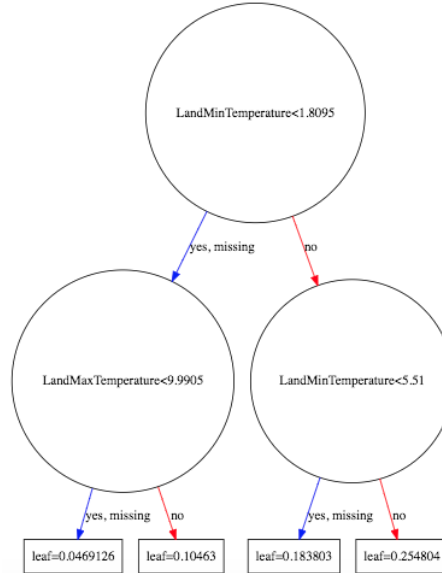 LandMinTemperature<1.8095
yes, missing
no
LandMaxTemperature<9.9905
LandMinTemperature<5.51
yes, missing
no
yes, missing
no
leaf=0.0469126
leaf=0.10463
leaf=0.183803
leaf=0.254804